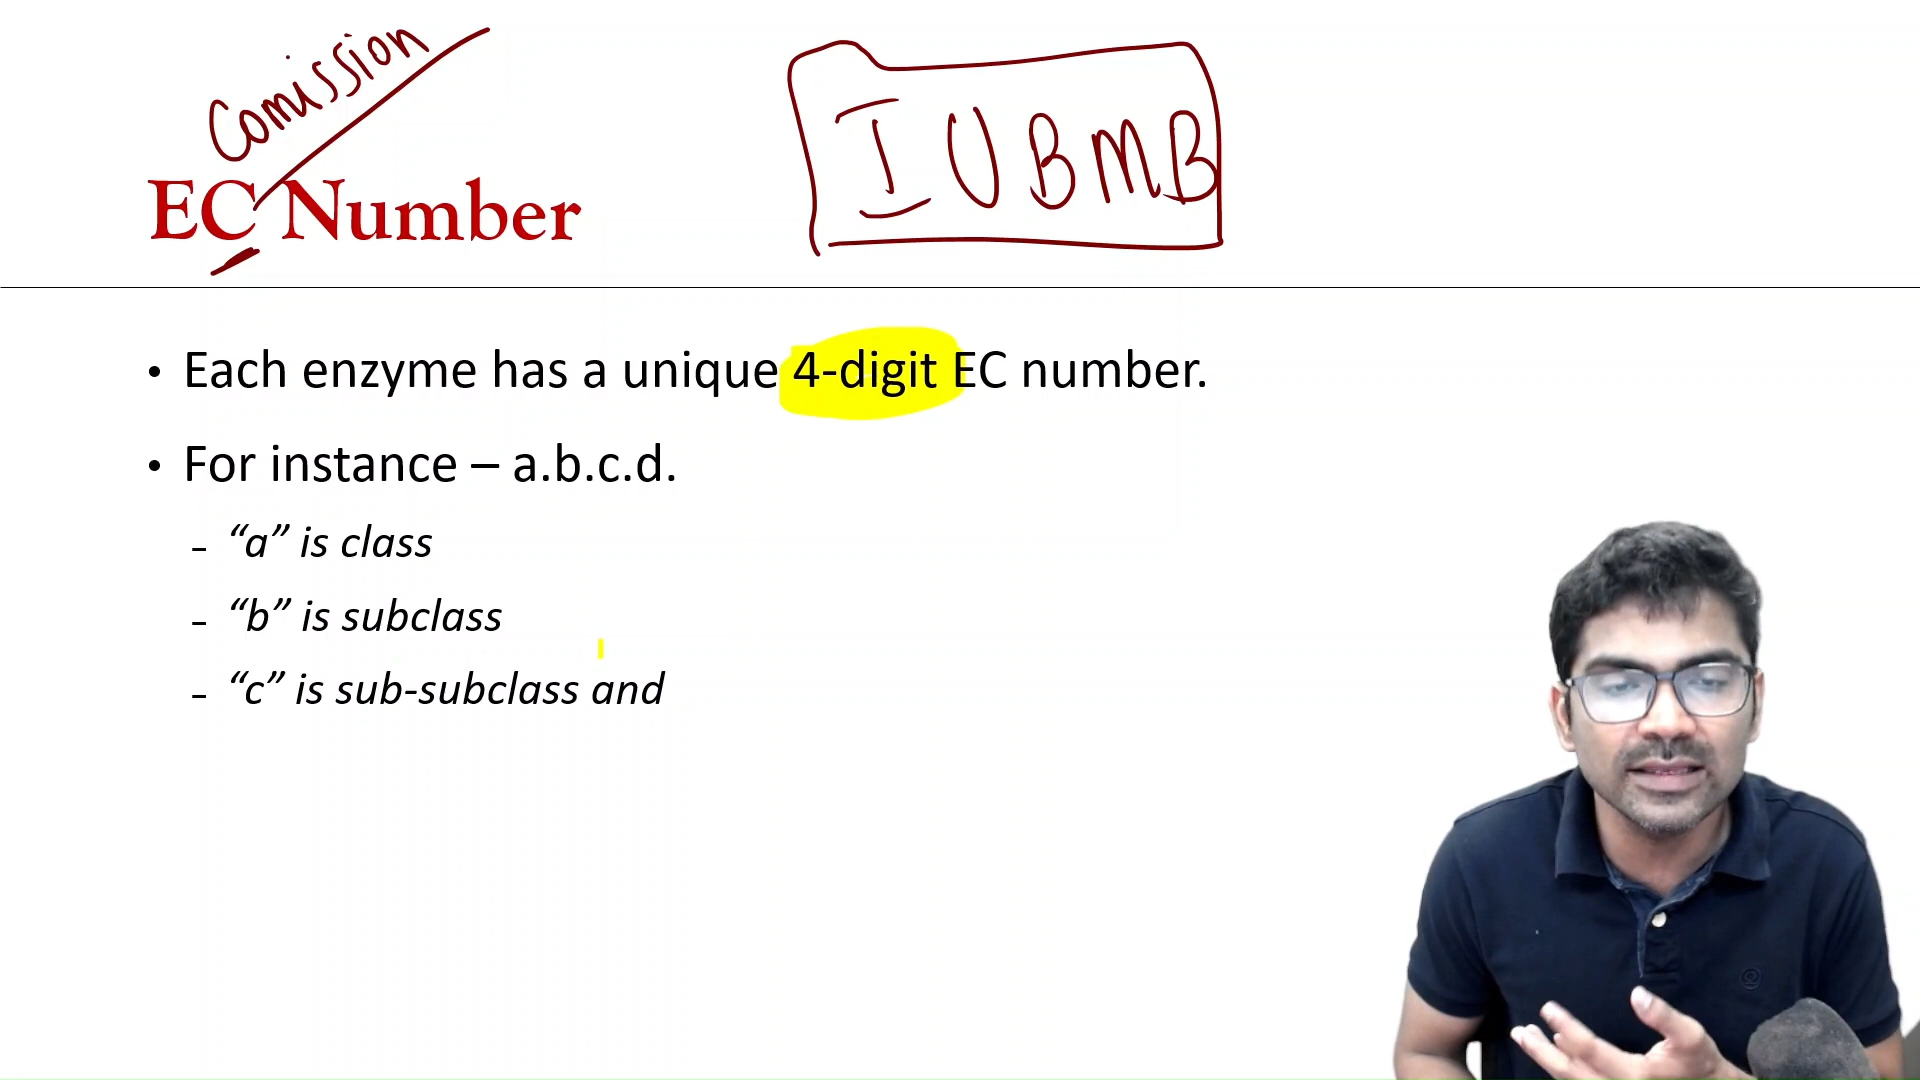 Comission
IUBMB
EC Number
• Each enzyme has a unique 4-digit EC number.
• For instance – a.b.c.d.
– “a” is class
– “b” is subclass
– “c” is sub-subclass and